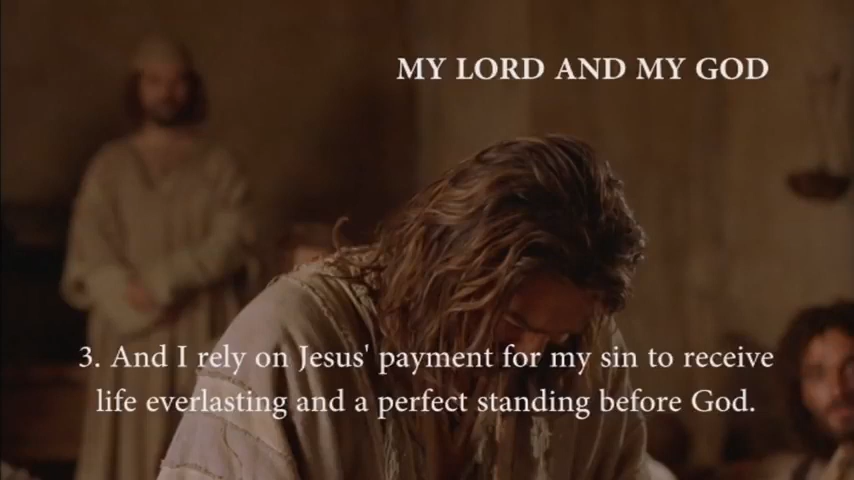 MY LORD AND MY GOD
3. And I rely on Jesus' payment for my sin to receive
life everlasting and a perfect standing before God.